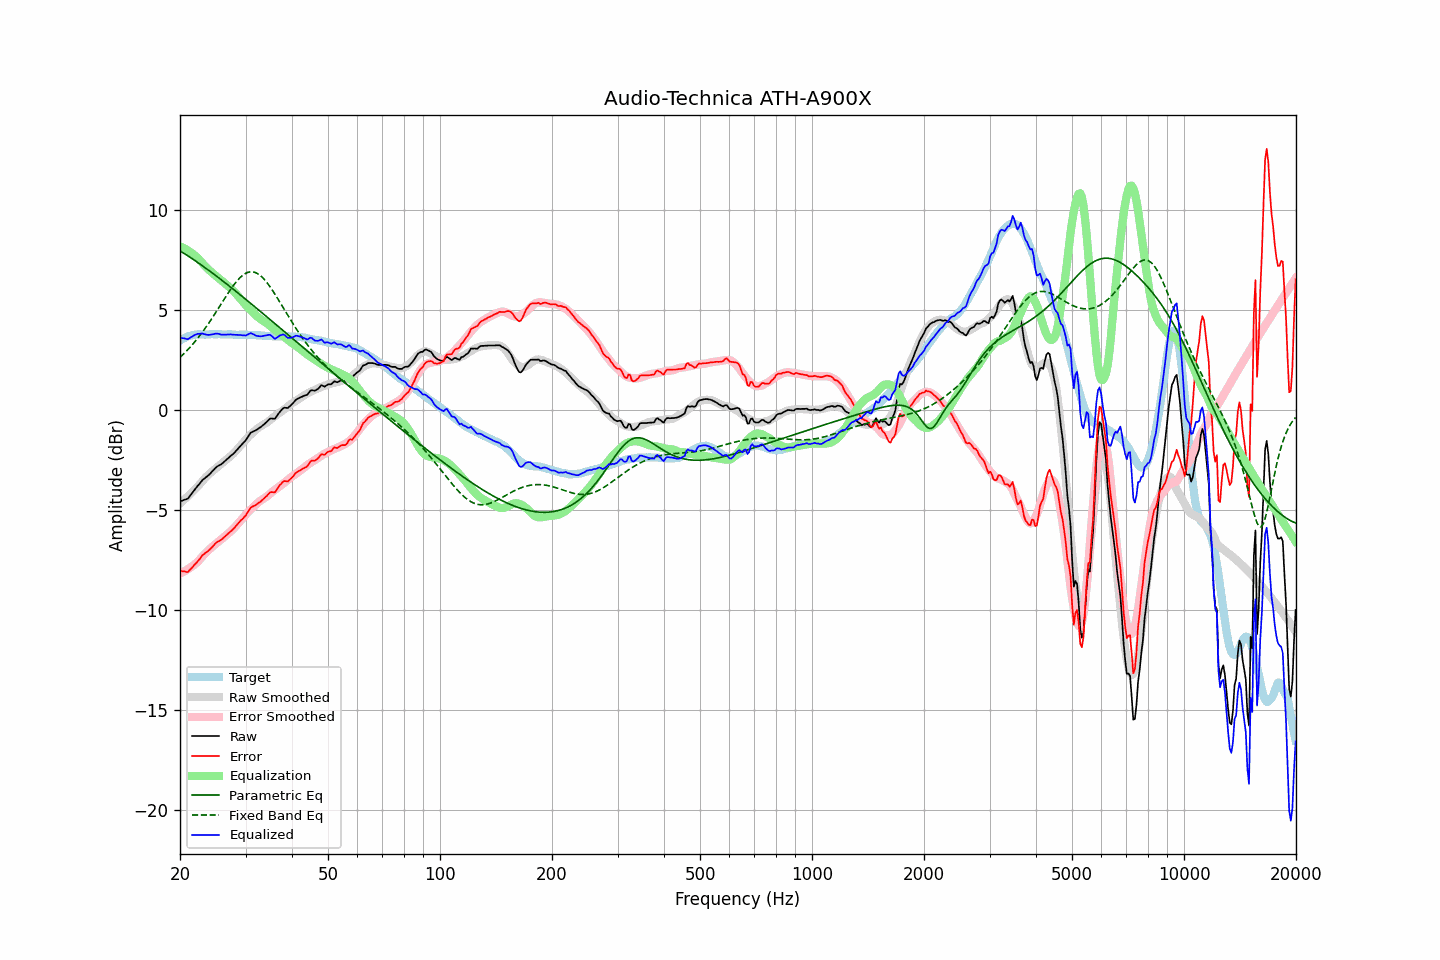 Audio-Technica ATH-A900X
Amplitude (dBr)
10
5
0
−5
−10
−15
−20
Target
Raw Smoothed
Error Smoothed
Raw
Error
Equalization
Parametric Eq
Fixed Band Eq
Equalized
20 50 100 200 500 1000 2000 5000 10000 20000
Frequency (Hz)